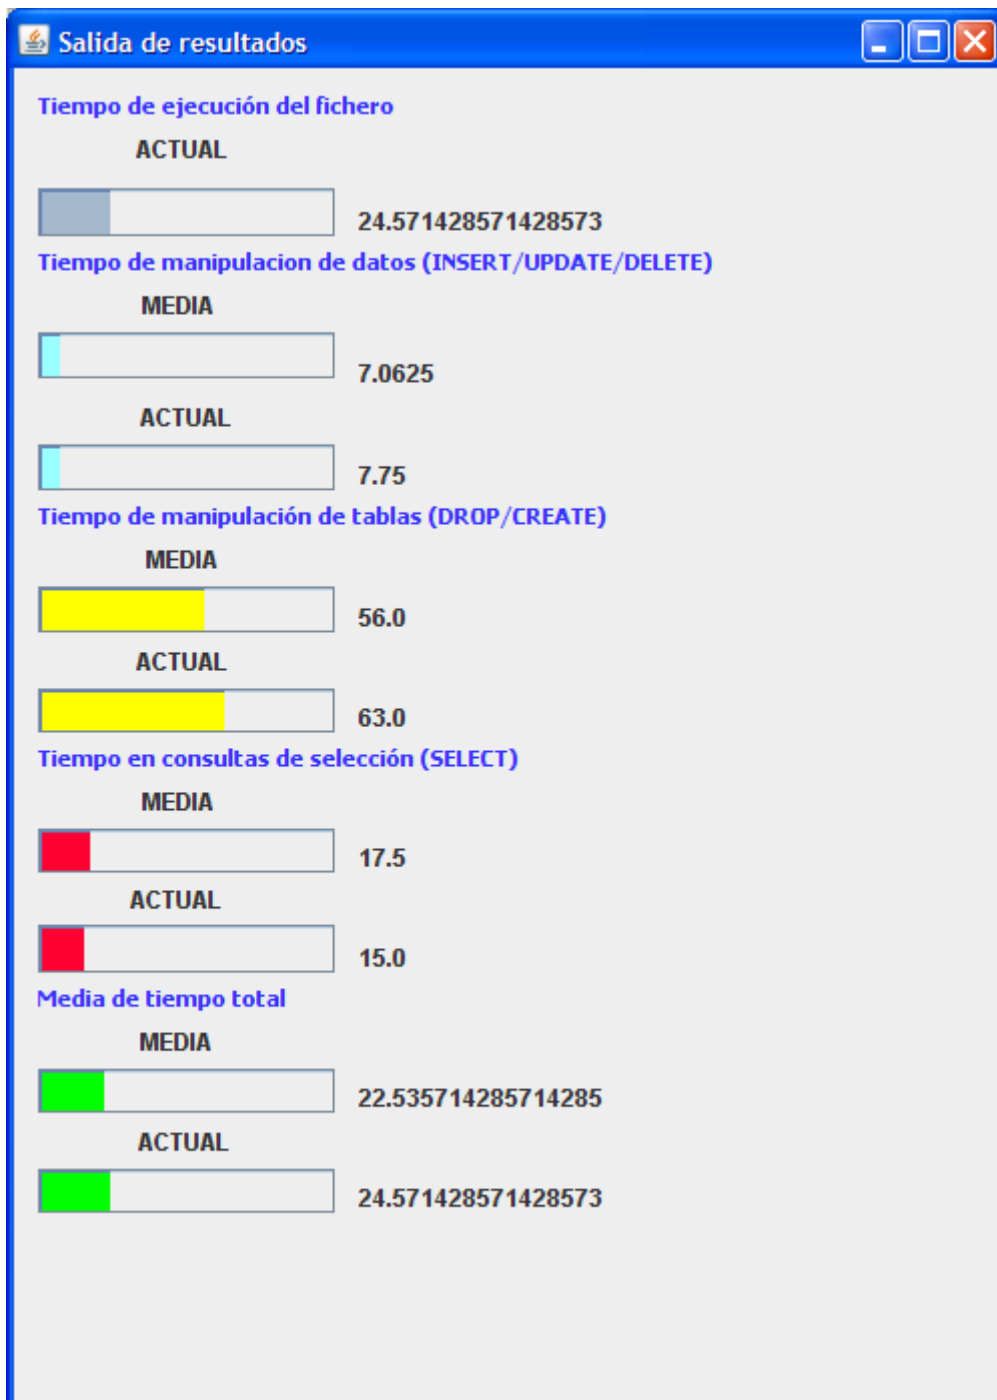 Salida de resultados
Tiempo de ejecución del fichero
ACTUAL
24.571428571428573
Tiempo de manipulacion de datos (INSERT/UPDATE/DELETE)
MEDIA
7.0625
ACTUAL
7.75
Tiempo de manipulación de tablas (DROP/CREATE)
MEDIA
56.0
ACTUAL
63.0
Tiempo en consultas de selección (SELECT)
MEDIA
17.5
ACTUAL
15.0
Media de tiempo total
MEDIA
22.535714285714285
ACTUAL
24.571428571428573